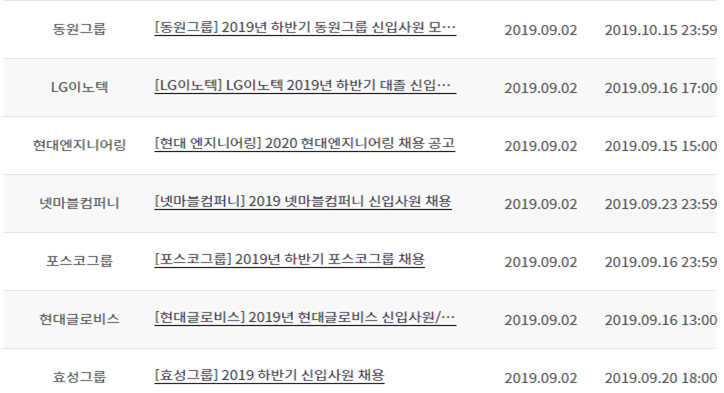 동원그룹 [동원그룹] 2019년 하반기 동원그룹 신입사원 모… 2019.09.02 2019.10.15 23:59
LG이노텍 [LG이노텍] LG이노텍 2019년 하반기 대졸 신입… 2019.09.02 2019.09.16 17:00
현대엔지니어링 [현대 엔지니어링] 2020 현대엔지니어링 채용 공고 2019.09.02 2019.09.15 15:00
넷마블컴퍼니 [넷마블컴퍼니] 2019 넷마블컴퍼니 신입사원 채용 2019.09.02 2019.09.23 23:59
포스코그룹 [포스코그룹] 2019년 하반기 포스코그룹 채용 2019.09.02 2019.09.16 23:59
현대글로비스 [현대글로비스] 2019년 현대글로비스 신입사원/… 2019.09.02 2019.09.16 13:00
효성그룹 [효성그룹] 2019 하반기 신입사원 채용 2019.09.02 2019.09.20 18:00